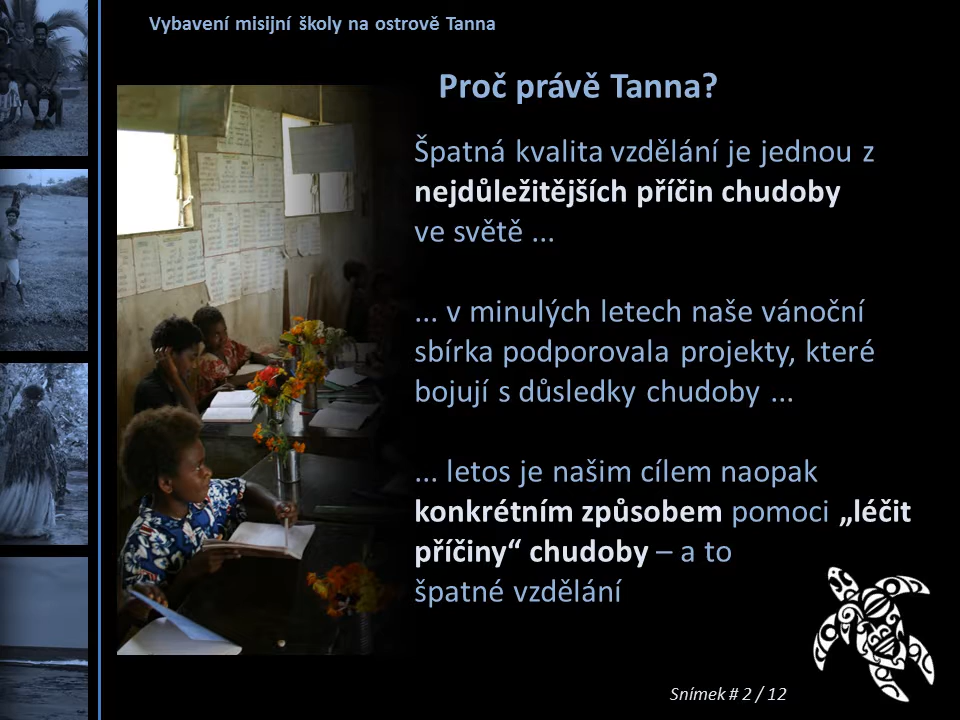 Vybavení misijní školy na ostrově Tanna
Proč právě Tanna?
Špatná kvalita vzdělání je jednou z
nejdůležitějších příčin chudoby
ve světě ...
... v minulých letech naše vánoční
sbírka podporovala projekty, které
bojují s důsledky chudoby ...
... letos je našim cílem naopak
konkrétním způsobem pomoci „léčit
příčiny“ chudoby – a to
špatné vzdělání
Snímek # 2 / 12